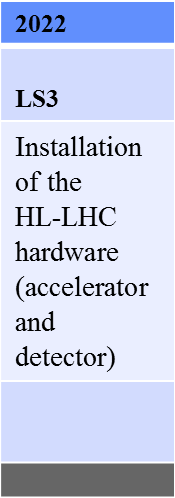 2022
LS3
Installation
of the
HL-LHC
hardware
(accelerator
and
detector)